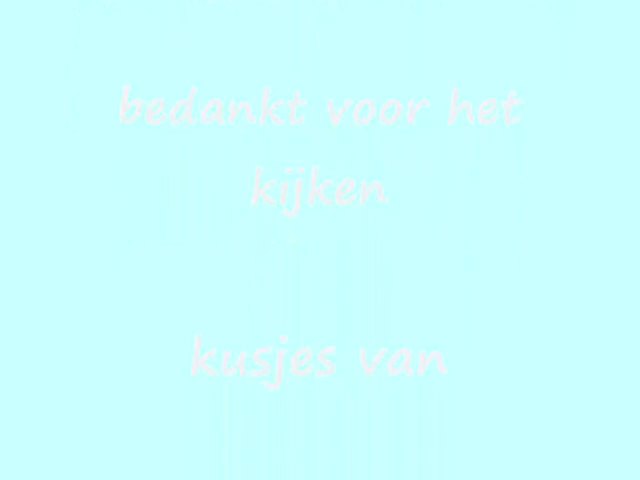 bedankt voor het
kijken
kusjes van